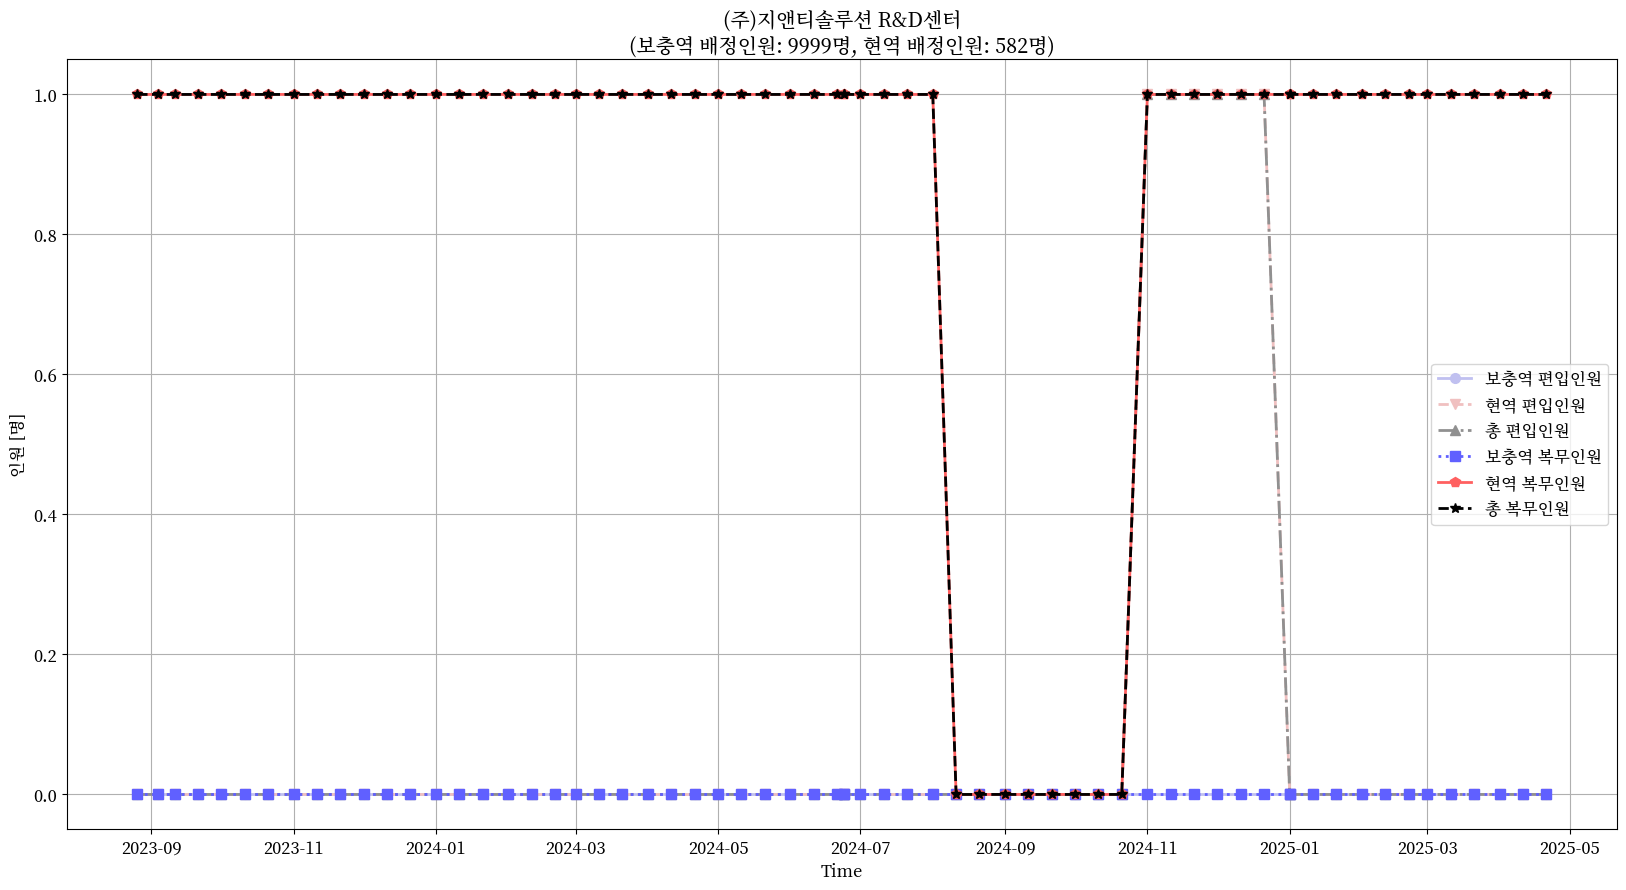 (주)지앤티솔루션 R&D센터
(보충역 배정인원: 9999명, 현역 배정인원: 582명)
인원 [명]
1.0
0.8
0.6
0.4
0.2
0.0
보충역 편입인원
현역 편입인원
총 편입인원
보충역 복무인원
현역 복무인원
총 복무인원
2023-09 2023-11 2024-01 2024-03 2024-05 2024-07 2024-09 2024-11 2025-01 2025-03 2025-05
Time